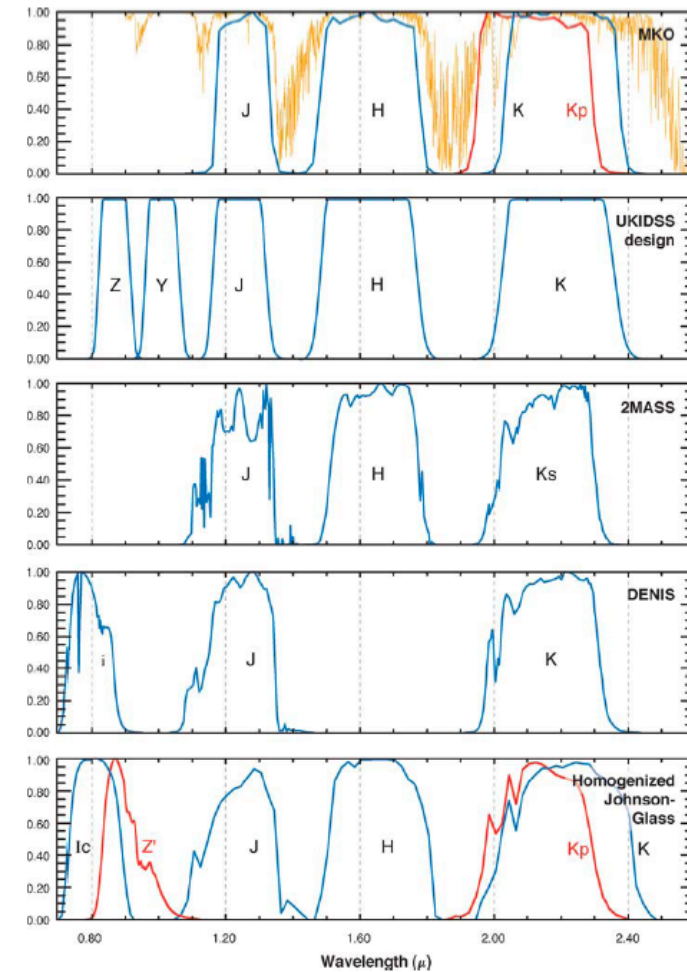 1.00
0.80
0.60
0.40
0.20
0.00
MKO
J
H
K
Kp
1.00
0.80
0.60
0.40
0.20
0.00
UKIDSS
design
Z
Y
J
H
K
1.00
0.80
0.60
0.40
0.20
0.00
2MASS
J
H
Ks
1.00
0.80
0.60
0.40
0.20
0.00
DENIS
i
J
K
1.00
0.80
0.60
0.40
0.20
0.00
Homogenized
Johnson-
Glass
Ic
Z'
J
H
Kp
K
0.80 1.20 1.60 2.00 2.40
Wavelength (μ)